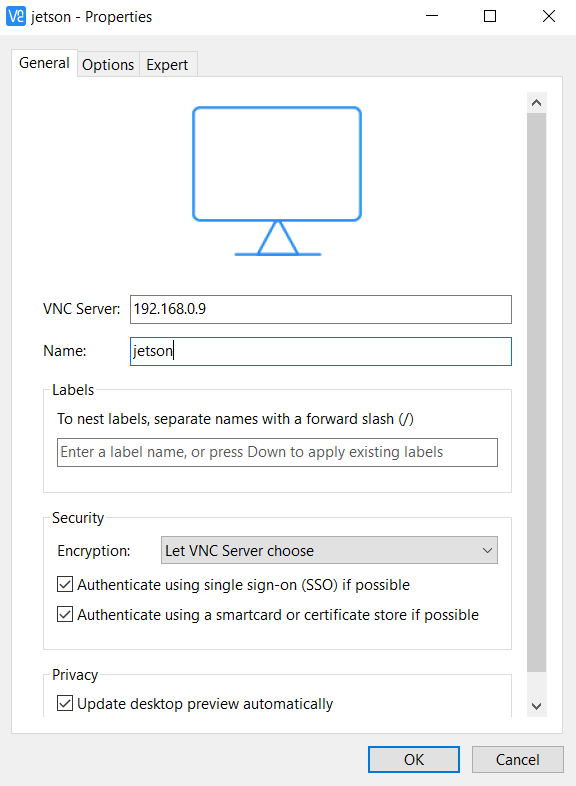 jetson - Properties
General Options Expert
VNC Server: 192.168.0.9
Name: jetson
Labels
To nest labels, separate names with a forward slash (/)
Enter a label name, or press Down to apply existing labels
Security
Encryption: Let VNC Server choose
Authenticate using single sign-on (SSO) if possible
Authenticate using a smartcard or certificate store if possible
Privacy
Update desktop preview automatically
OK Cancel